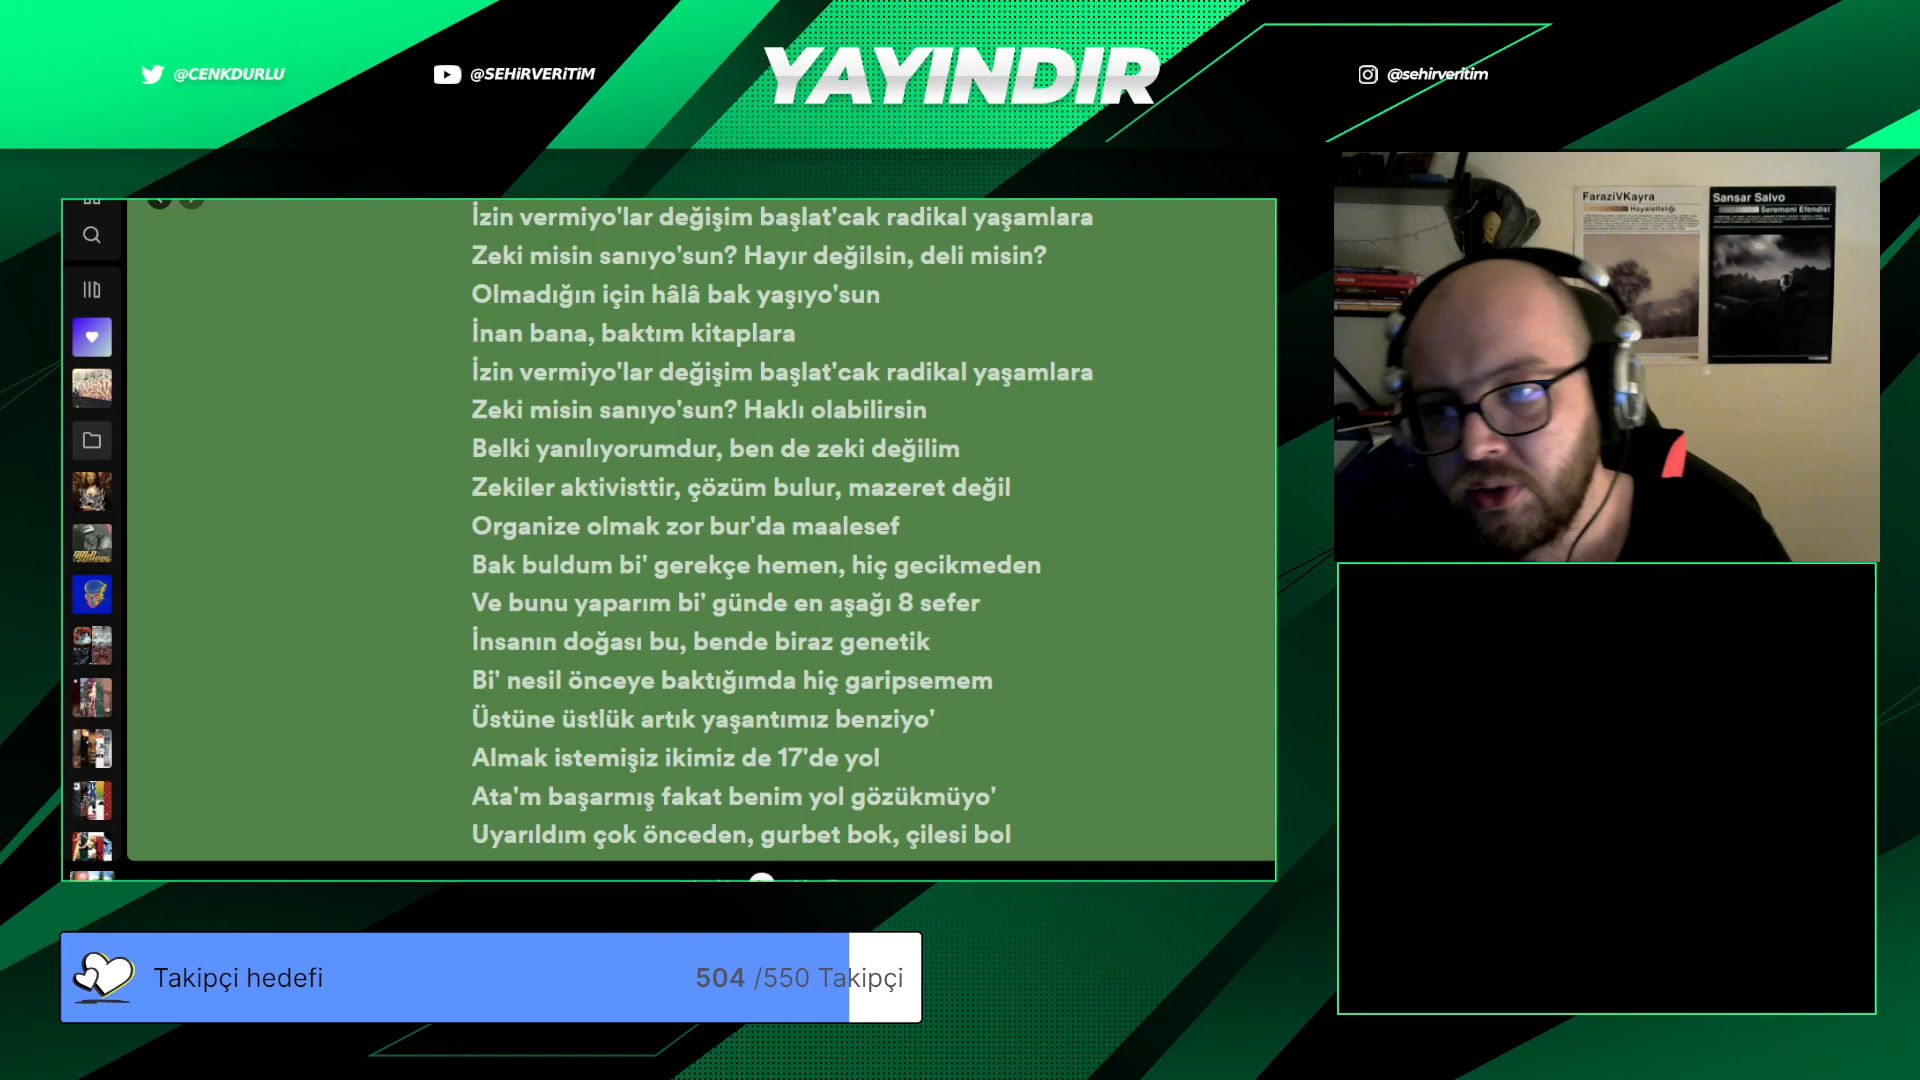 @CENKDURLU
@SEHİRVERİTİM
YAYINDIR
@sehirveritim
İzin vermiyo'lar değişim başlat'cak radikal yaşamlara
Zeki misin sanıyo'sun? Hayır değilsin, deli misin?
Olmadığın için hâlâ bak yaşıyo'sun
İnan bana, baktım kitaplara
İzin vermiyo'lar değişim başlat'cak radikal yaşamlara
Zeki misin sanıyo'sun? Haklı olabilirsin
Belki yanılıyorumdur, ben de zeki değilim
Zekiler aktivisttir, çözüm bulur, mazeret değil
Organize olmak zor bur'da maalesef
Bak buldum bi' gerekçe hemen, hiç gecikmeden
Ve bunu yaparım bi' günde en aşağı 8 sefer
İnsanın doğası bu, bende biraz genetik
Bi' nesil önceye baktığımda hiç garipsemem
Üstüne üstlük artık yaşantımız benziyo'
Almak istemişiz ikimiz de 17'de yol
Ata'm başarmış fakat benim yol gözükmüyo'
Uyarıldım çok önceden, gurbet bok, çilesi bol
FaraziVKayra
Hayaletislığı
Sansar Salvo
Seremoni Efendisi
Takipçi hedefi
504 /550 Takipçi